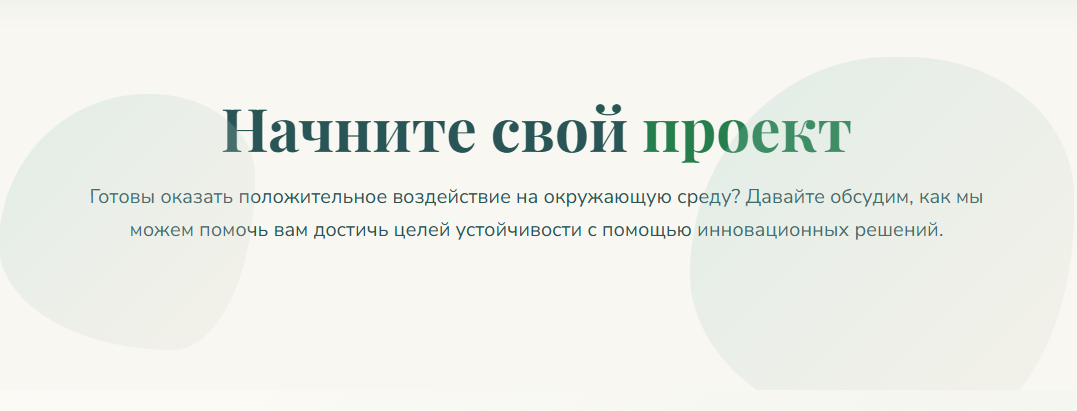 Начните свой проект
Готовы оказать положительное воздействие на окружающую среду? Давайте обсудим, как мы
можем помочь вам достичь целей устойчивости с помощью инновационных решений.